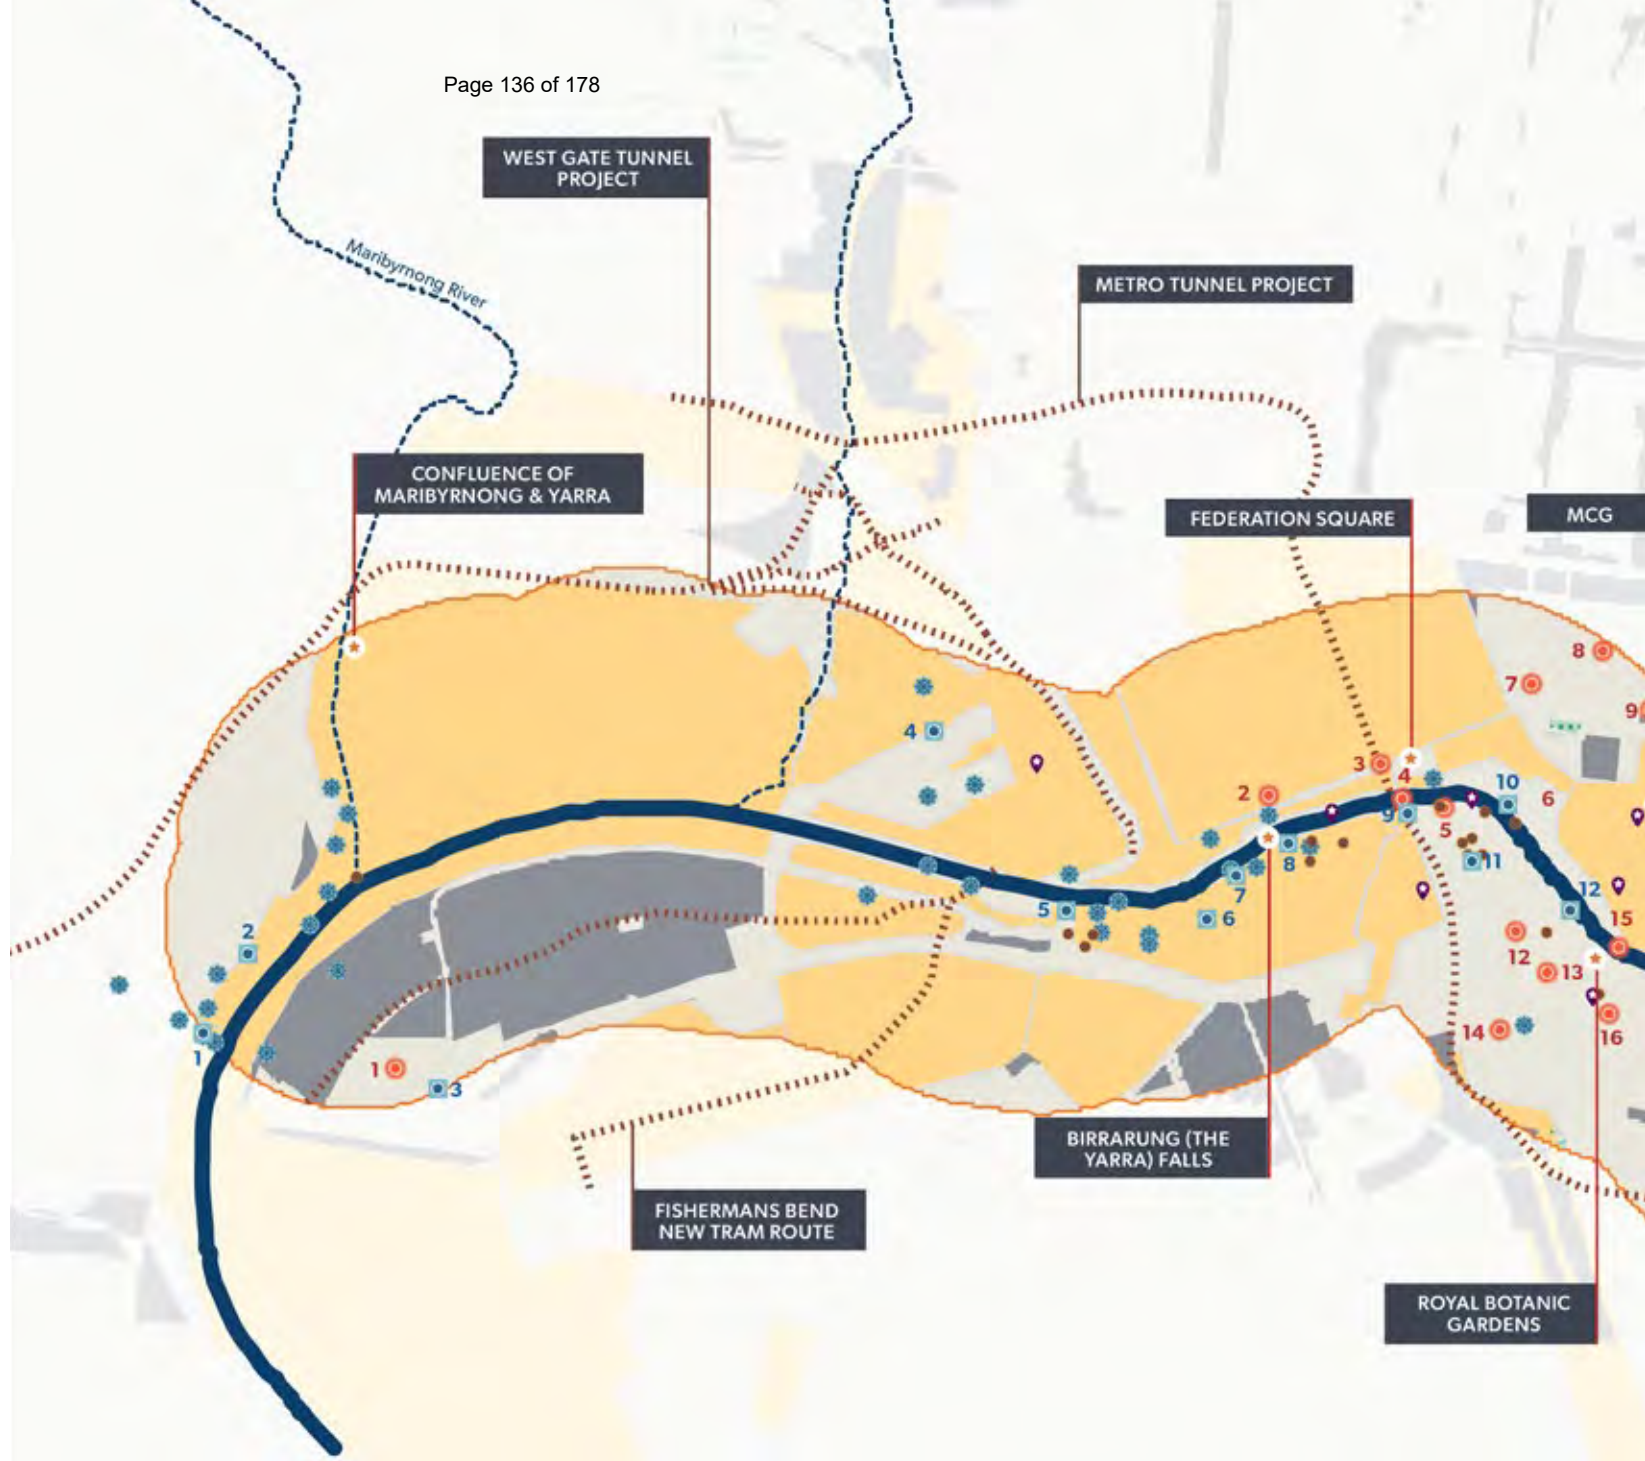 Page 136 of 178
WEST GATE TUNNEL
PROJECT
Maribyrnong River
METRO TUNNEL PROJECT
CONFLUENCE OF
MARIBYRNONG & YARRA
FEDERATION SQUARE
MCG
8
7
9
4
3
4
2
10
6
9
5
8
11
7
12
5
6
15
2
12
13
14
16
1
1
3
BIRRARUNG (THE
YARRA) FALLS
FISHERMANS BEND
NEW TRAM ROUTE
ROYAL BOTANIC
GARDENS